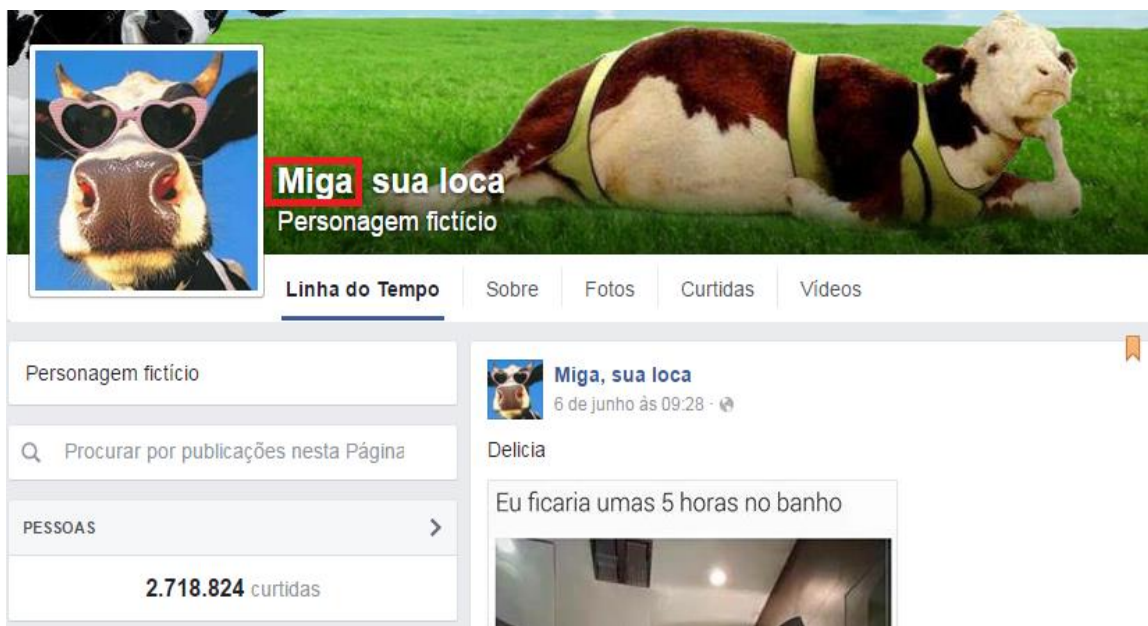 Miga sua loca
Personagem fictício
Linha do Tempo Sobre Fotos Curtidas Vídeos
Personagem fictício
Procurar por publicações nesta Página
PESSOAS
2.718.824 curtidas
Miga, sua loca
6 de junho às 09:28 ·
Delicia
Eu ficaria umas 5 horas no banho